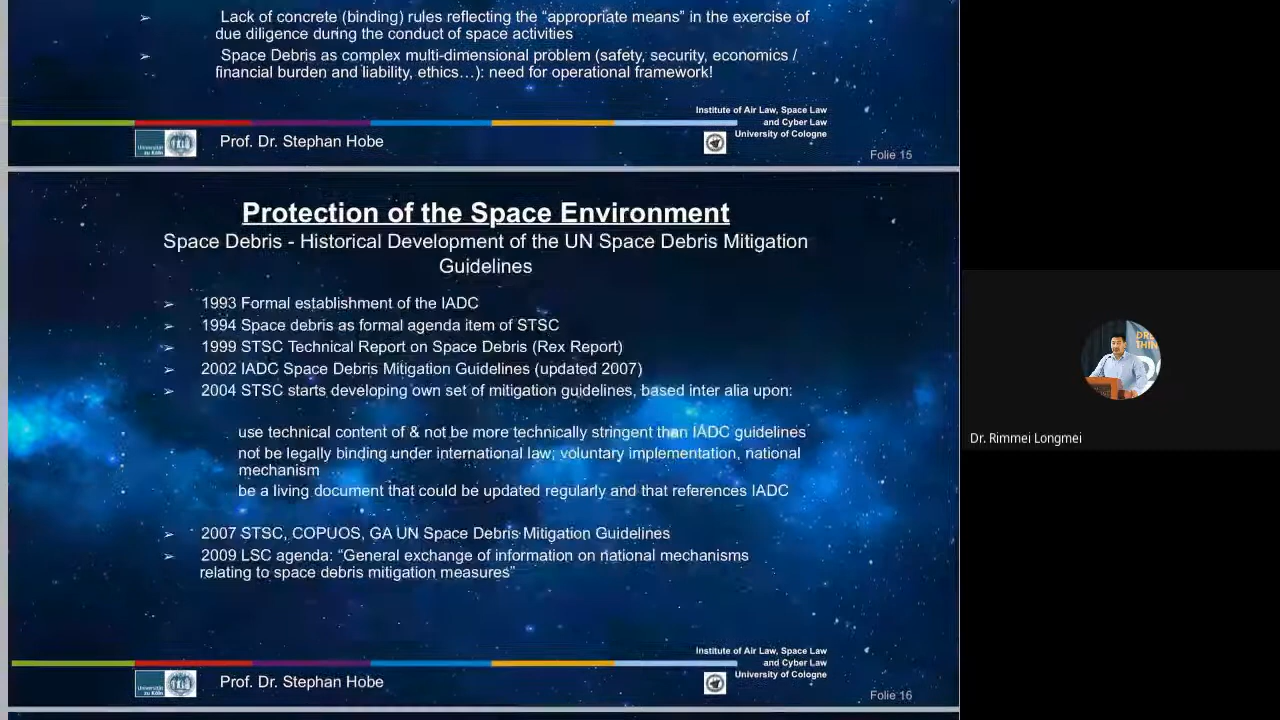 ➢ Lack of concrete (binding) rules reflecting the “appropriate means” in the exercise of
due diligence during the conduct of space activities
➢ Space Debris as complex multi-dimensional problem (safety, security, economics /
financial burden and liability, ethics…): need for operational framework!
Institute of Air Law, Space Law
and Cyber Law
University of Cologne
Universität
zu Köln
Prof. Dr. Stephan Hobe
Folie 15
Protection of the Space Environment
Space Debris - Historical Development of the UN Space Debris Mitigation
Guidelines
➢ 1993 Formal establishment of the IADC
➢ 1994 Space debris as formal agenda item of STSC
➢ 1999 STSC Technical Report on Space Debris (Rex Report)
➢ 2002 IADC Space Debris Mitigation Guidelines (updated 2007)
➢ 2004 STSC starts developing own set of mitigation guidelines, based inter alia upon:
use technical content of & not be more technically stringent than IADC guidelines
not be legally binding under international law; voluntary implementation, national
mechanism
be a living document that could be updated regularly and that references IADC
➢ 2007 STSC, COPUOS, GA UN Space Debris Mitigation Guidelines
➢ 2009 LSC agenda: “General exchange of information on national mechanisms
relating to space debris mitigation measures”
Institute of Air Law, Space Law
and Cyber Law
University of Cologne
Universität
zu Köln
Prof. Dr. Stephan Hobe
Folie 16
Dr. Rimmei Longmei